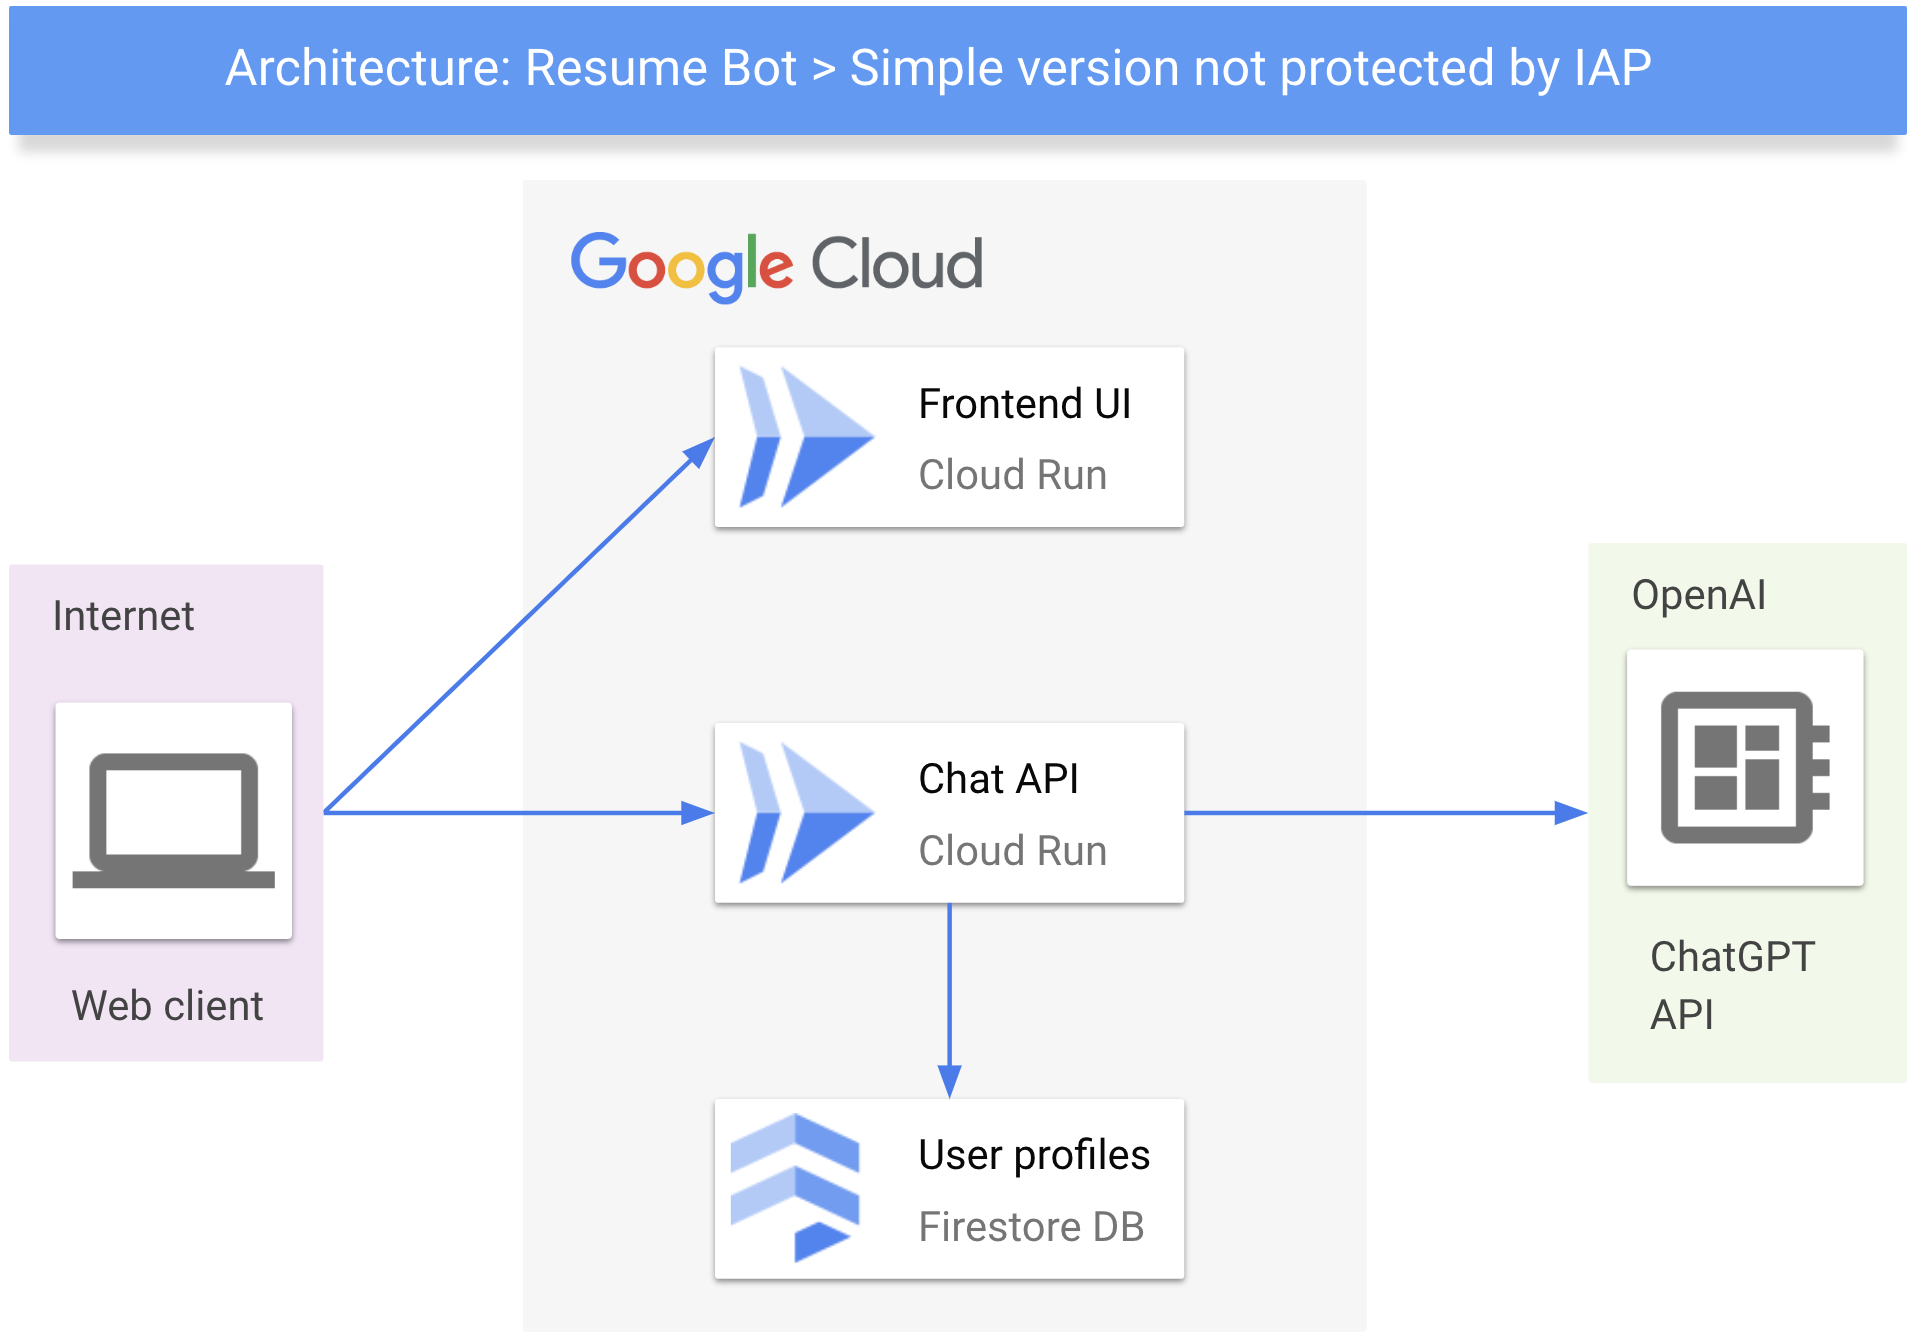 Architecture: Resume Bot > Simple version not protected by IAP
Google Cloud
Frontend UI
Cloud Run
Internet
Web client
Chat API
Cloud Run
User profiles
Firestore DB
OpenAI
ChatGPT
API